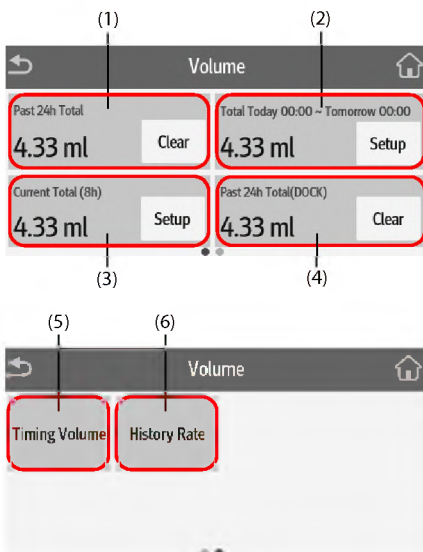 (1) (2)
Volume
Past 24h Total Total Today 00:00 ~ Tomorrow 00:00
4.33 ml Clear 4.33 ml Setup
Current Total (8h) Past 24h Total(DOCK)
4.33 ml Setup 4.33 ml Clear
(3) (4)
(5) (6)
Volume
Timing Volume History Rate